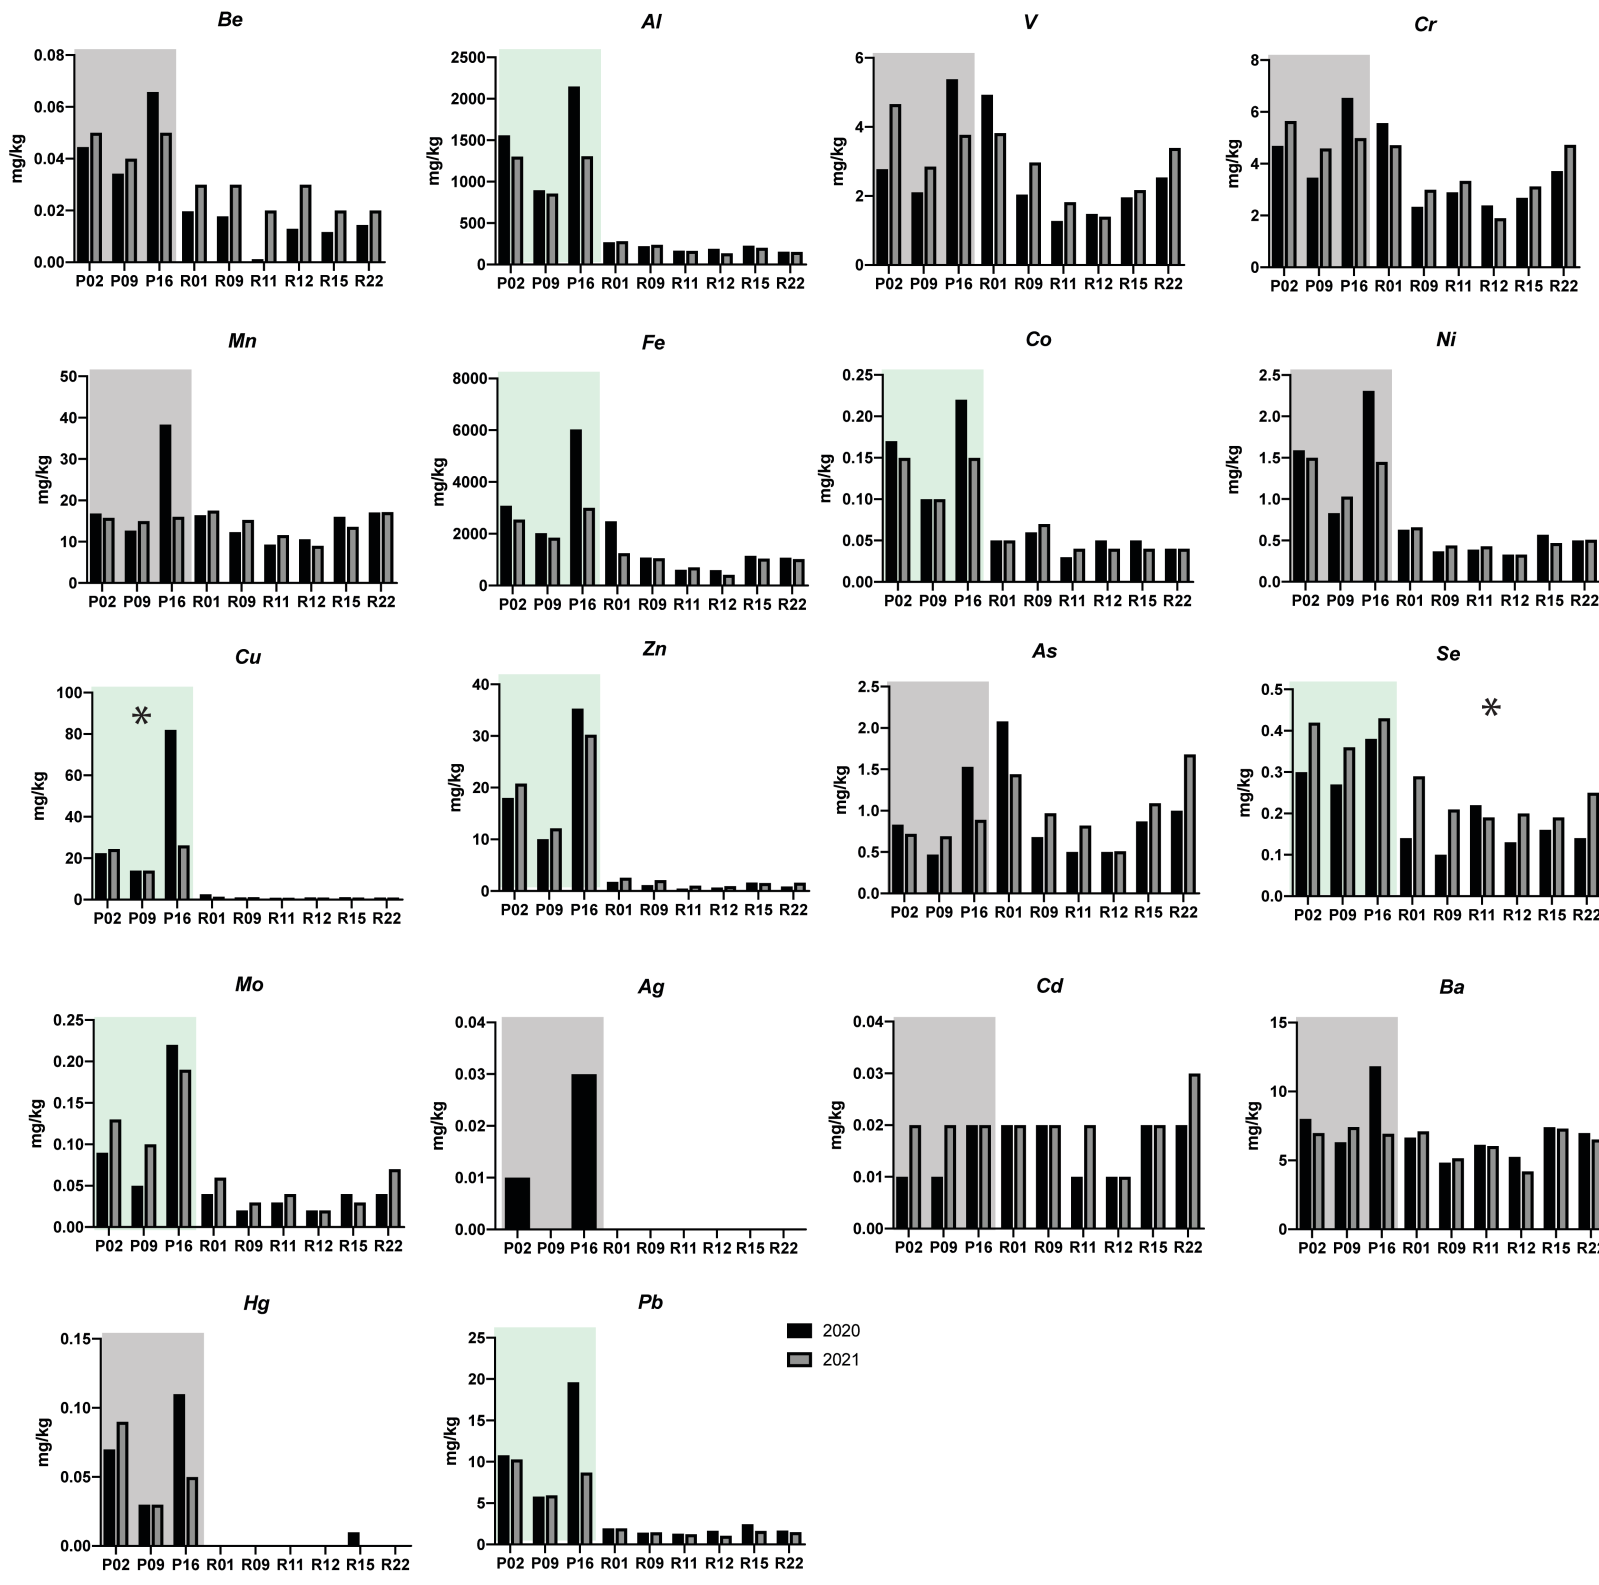 Be
mg/kg
0.08
0.06
0.04
0.02
0.00
P02 P09 P16 R01 R09 R11 R12 R15 R22
Al
mg/kg
2500
2000
1500
1000
500
0
P02 P09 P16 R01 R09 R11 R12 R15 R22
V
mg/kg
6
4
2
0
P02 P09 P16 R01 R09 R11 R12 R15 R22
Cr
mg/kg
8
6
4
2
0
P02 P09 P16 R01 R09 R11 R12 R15 R22
Mn
mg/kg
50
40
30
20
10
0
P02 P09 P16 R01 R09 R11 R12 R15 R22
Fe
mg/kg
8000
6000
4000
2000
0
P02 P09 P16 R01 R09 R11 R12 R15 R22
Co
mg/kg
0.25
0.20
0.15
0.10
0.05
0.00
P02 P09 P16 R01 R09 R11 R12 R15 R22
Ni
mg/kg
2.5
2.0
1.5
1.0
0.5
0.0
P02 P09 P16 R01 R09 R11 R12 R15 R22
Cu
mg/kg
100
80
60
40
20
0
*
P02 P09 P16 R01 R09 R11 R12 R15 R22
Zn
mg/kg
40
30
20
10
0
P02 P09 P16 R01 R09 R11 R12 R15 R22
As
mg/kg
2.5
2.0
1.5
1.0
0.5
0.0
P02 P09 P16 R01 R09 R11 R12 R15 R22
Se
mg/kg
0.5
0.4
0.3
0.2
0.1
0.0
*
P02 P09 P16 R01 R09 R11 R12 R15 R22
Mo
mg/kg
0.25
0.20
0.15
0.10
0.05
0.00
P02 P09 P16 R01 R09 R11 R12 R15 R22
Ag
mg/kg
0.04
0.03
0.02
0.01
0.00
P02 P09 P16 R01 R09 R11 R12 R15 R22
Cd
mg/kg
0.04
0.03
0.02
0.01
0.00
P02 P09 P16 R01 R09 R11 R12 R15 R22
Ba
mg/kg
15
10
5
0
P02 P09 P16 R01 R09 R11 R12 R15 R22
Hg
mg/kg
0.15
0.10
0.05
0.00
P02 P09 P16 R01 R09 R11 R12 R15 R22
Pb
mg/kg
25
20
15
10
5
0
P02 P09 P16 R01 R09 R11 R12 R15 R22
2020
2021